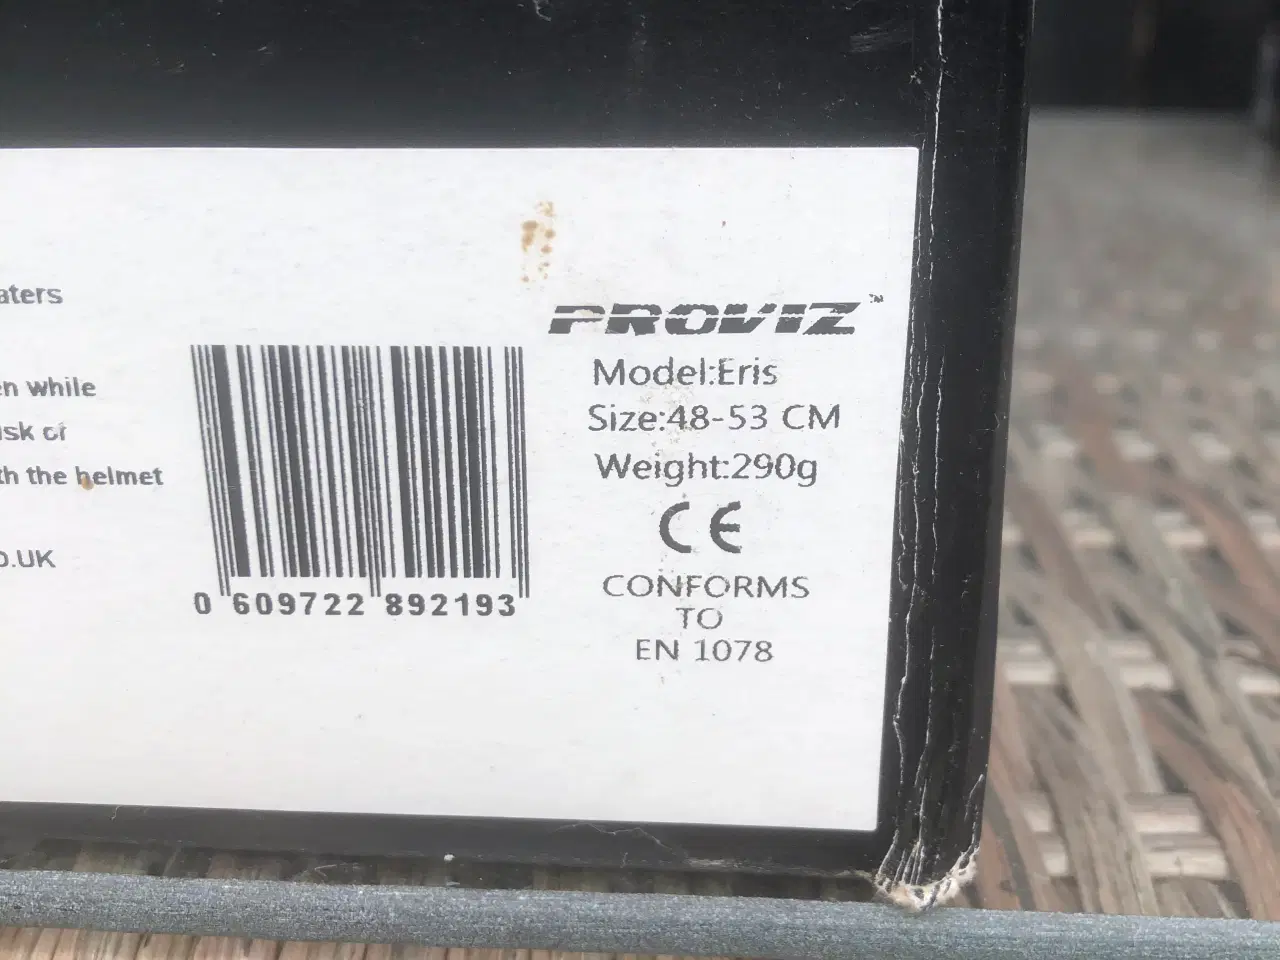 aters
en while
isk of
th the helmet
o.UK
0 609722 892193
PROVIZ™
Model:Eris
Size:48-53 CM
Weight:290g
CE
CONFORMS
TO
EN 1078